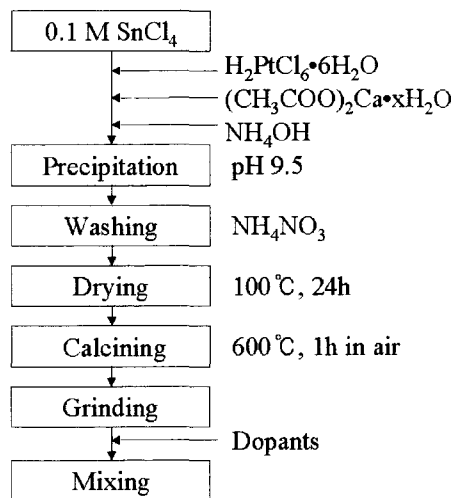 0.1 M SnCl₄
H₂PtCl₆•6H₂O
(CH₃COO)₂Ca•xH₂O
NH₄OH
Precipitation pH 9.5
Washing NH₄NO₃
Drying 100℃, 24h
Calcining 600℃, 1h in air
Grinding
Dopants
Mixing